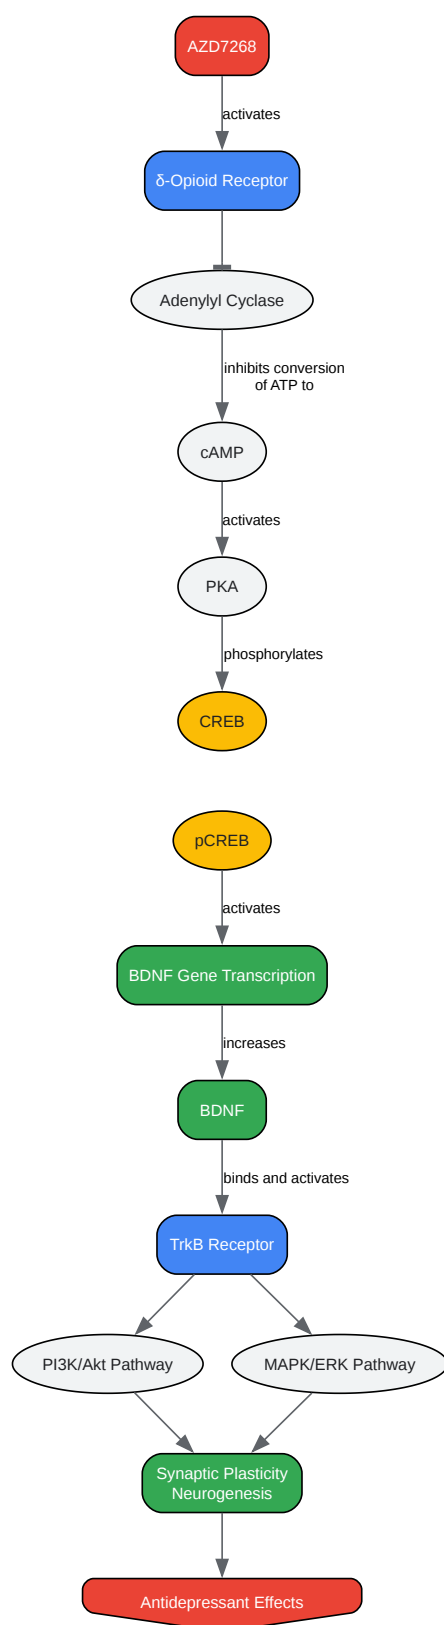 AZD7268
activates
δ-Opioid Receptor
Adenylyl Cyclase
inhibits conversion
of ATP to
cAMP
activates
PKA
phosphorylates
CREB
pCREB
activates
BDNF Gene Transcription
increases
BDNF
binds and activates
TrkB Receptor
PI3K/Akt Pathway
MAPK/ERK Pathway
Synaptic Plasticity
Neurogenesis
Antidepressant Effects